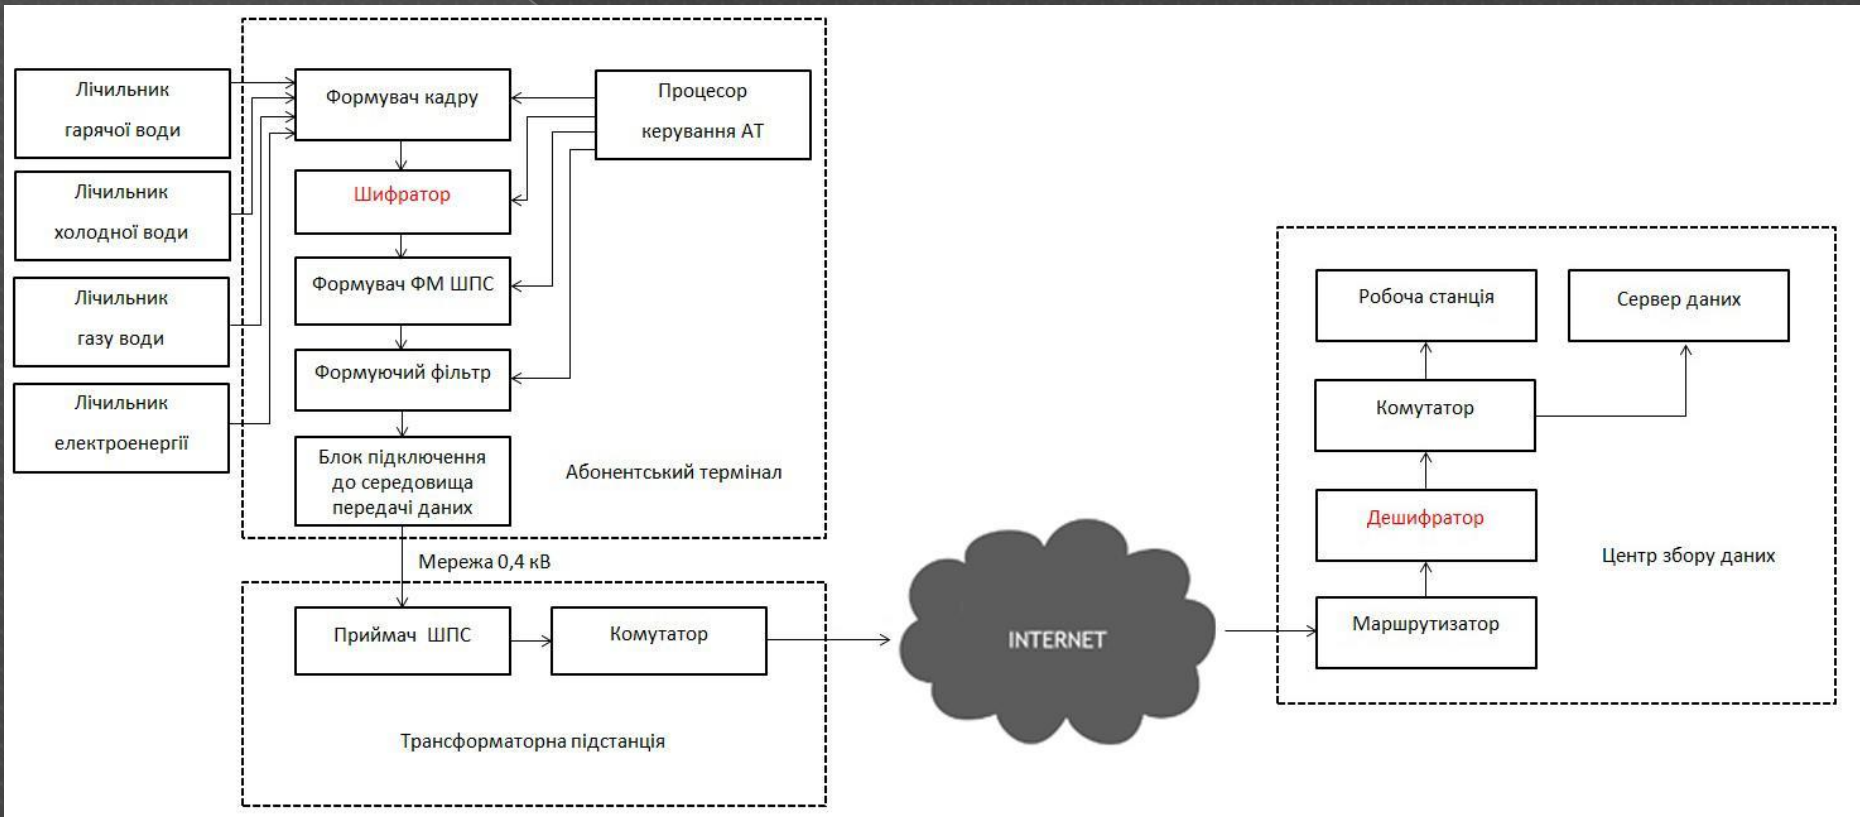 Лічильник
гарячої води
Лічильник
холодної води
Лічильник
газу води
Лічильник
електроенергії
Формувач кадру
Процесор
керування АТ
Шифратор
Формувач ФМ ШПС
Формуючий фільтр
Блок підключення
до середовища
передачі даних
Абонентський термінал
Мережа 0,4 кВ
Приймач ШПС
Комутатор
Трансформаторна підстанція
INTERNET
Робоча станція
Сервер даних
Комутатор
Дешифратор
Центр збору даних
Маршрутизатор